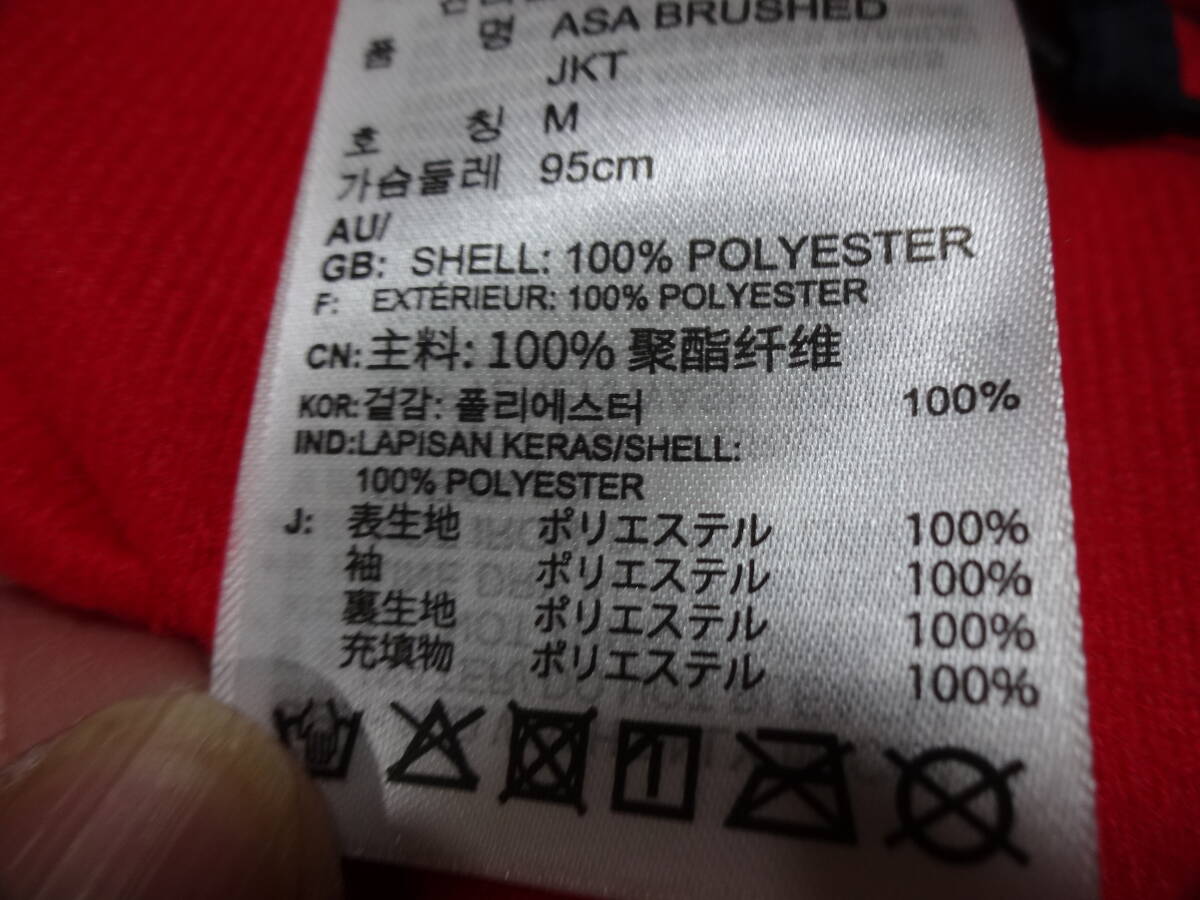 품 명 ASA BRUSHED
JKT
호 칭 M
가슴둘레 95cm
AU/
GB: SHELL: 100% POLYESTER
F: EXTÉRIEUR: 100% POLYESTER
CN: 主料: 100% 聚酯纤维
KOR: 겉감: 폴리에스터 100%
IND:LAPISAN KERAS/SHELL:
100% POLYESTER
J: 表生地 ポリエステル 100%
袖 ポリエステル 100%
裏生地 ポリエステル 100%
充填物 ポリエステル 100%